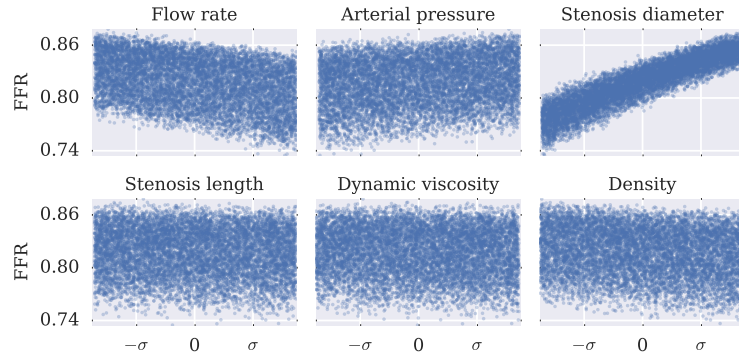 Flow rate Arterial pressure Stenosis diameter
0.86
FFR
0.80
0.74
Stenosis length Dynamic viscosity Density
0.86
FFR
0.80
0.74
−σ 0 σ −σ 0 σ −σ 0 σ